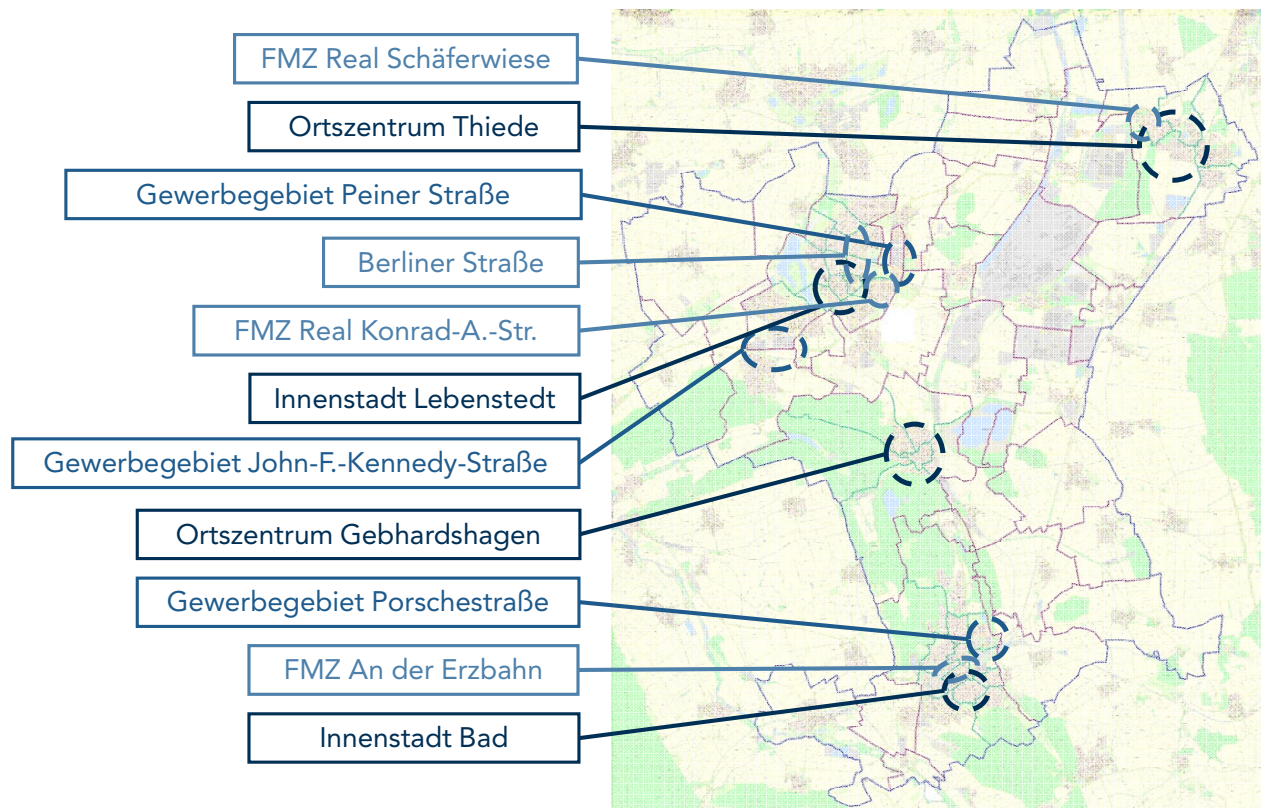 FMZ Real Schäferwiese
Ortszentrum Thiede
Gewerbegebiet Peiner Straße
Berliner Straße
FMZ Real Konrad-A.-Str.
Innenstadt Lebenstedt
Gewerbegebiet John-F.-Kennedy-Straße
Ortszentrum Gebhardshagen
Gewerbegebiet Porschestraße
FMZ An der Erzbahn
Innenstadt Bad